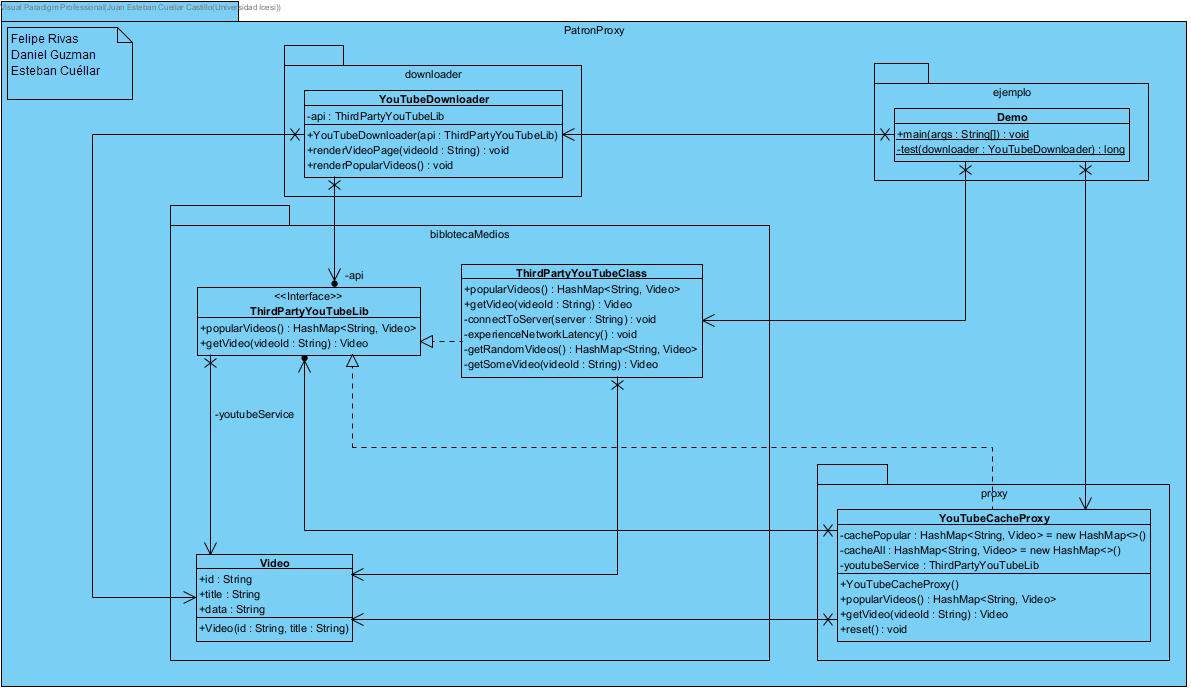 Visual Paradigm Professional(Juan Esteban Cuellar Castillo(Universidad Icesi))
PatronProxy
Felipe Rivas
Daniel Guzman
Esteban Cuéllar
downloader
YouTubeDownloader
-api : ThirdPartyYouTubeLib
+YouTubeDownloader(api : ThirdPartyYouTubeLib)
+renderVideoPage(videoId : String) : void
+renderPopularVideos() : void
ejemplo
Demo
+main(args : String[]) : void
-test(downloader : YouTubeDownloader) : long
biblotecaMedios
-api
<<Interface>>
ThirdPartyYouTubeLib
+popularVideos() : HashMap<String, Video>
+getVideo(videoId : String) : Video
ThirdPartyYouTubeClass
+popularVideos() : HashMap<String, Video>
+getVideo(videoId : String) : Video
-connectToServer(server : String) : void
-experienceNetworkLatency() : void
-getRandomVideos() : HashMap<String, Video>
-getSomeVideo(videoId : String) : Video
-youtubeService
Video
+id : String
+title : String
+data : String
+Video(id : String, title : String)
proxy
YouTubeCacheProxy
-cachePopular : HashMap<String, Video> = new HashMap<>()
-cacheAll : HashMap<String, Video> = new HashMap<>()
-youtubeService : ThirdPartyYouTubeLib
+YouTubeCacheProxy()
+popularVideos() : HashMap<String, Video>
+getVideo(videoId : String) : Video
+reset() : void